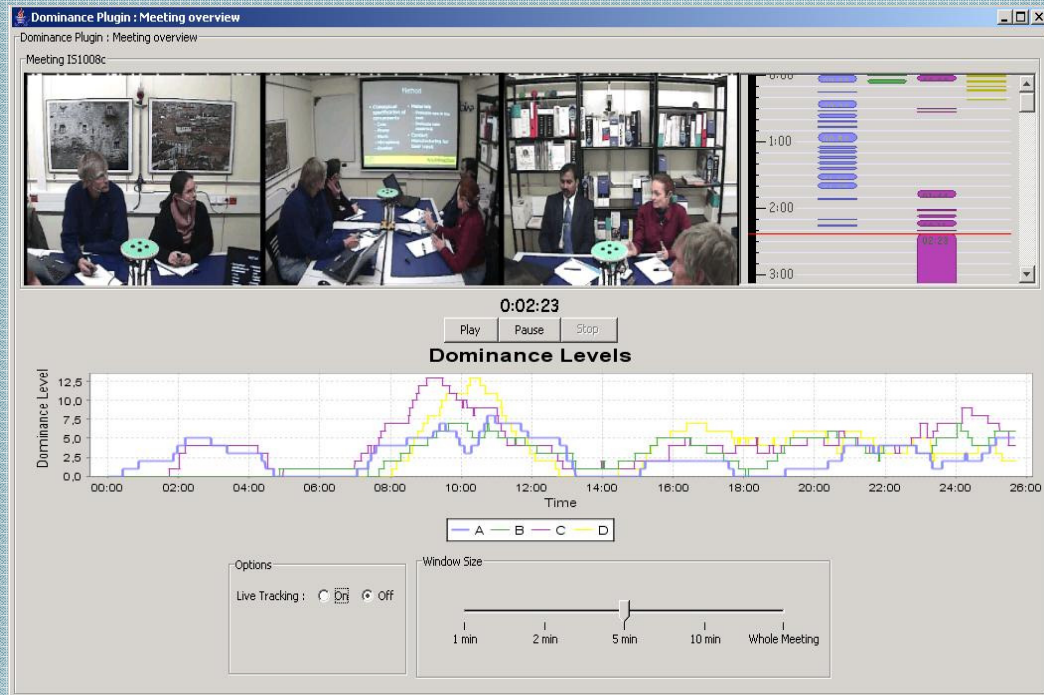 Dominance Plugin : Meeting overview
Dominance Plugin : Meeting overview
Meeting IS1008c
Method
0:00
1:00
2:00
02:23
3:00
0:02:23
Play Pause Stop
Dominance Levels
Dominance Level
12,5
10,0
7,5
5,0
2,5
0,0
00:00 02:00 04:00 06:00 08:00 10:00 12:00 14:00 16:00 18:00 20:00 22:00 24:00 26:00
Time
A B C D
Options
Live Tracking : On Off
Window Size
1 min 2 min 5 min 10 min Whole Meeting